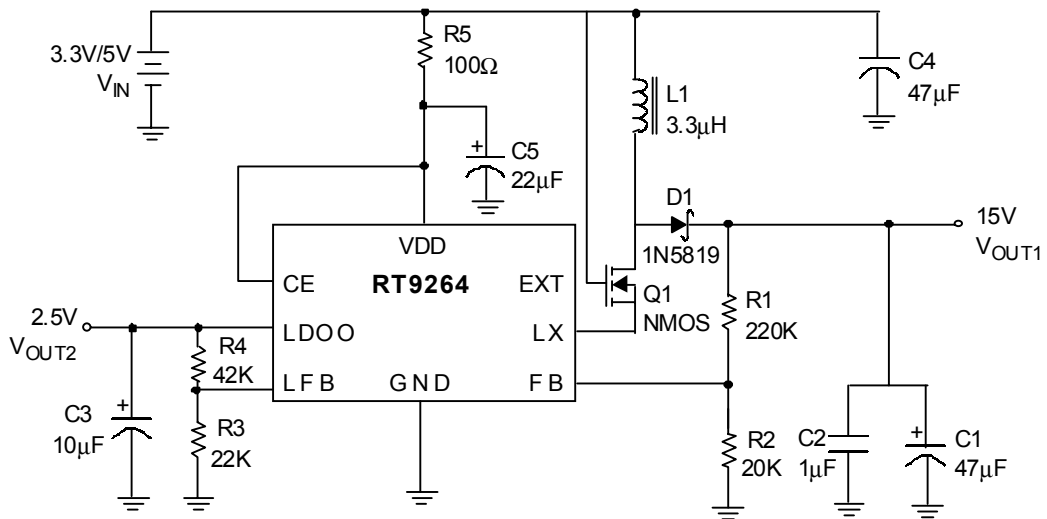 3.3V/5V
VIN
R5
100Ω
C4
47μF
L1
3.3μH
+
C5
22μF
D1
1N5819
15V
VOUT1
VDD
CE
RT9264
EXT
Q1
NMOS
R1
220K
2.5V
VOUT2
LDOO
LX
R4
42K
LFB
GND
FB
+
C3
10μF
R3
22K
R2
20K
C2
1μF
+
C1
47μF